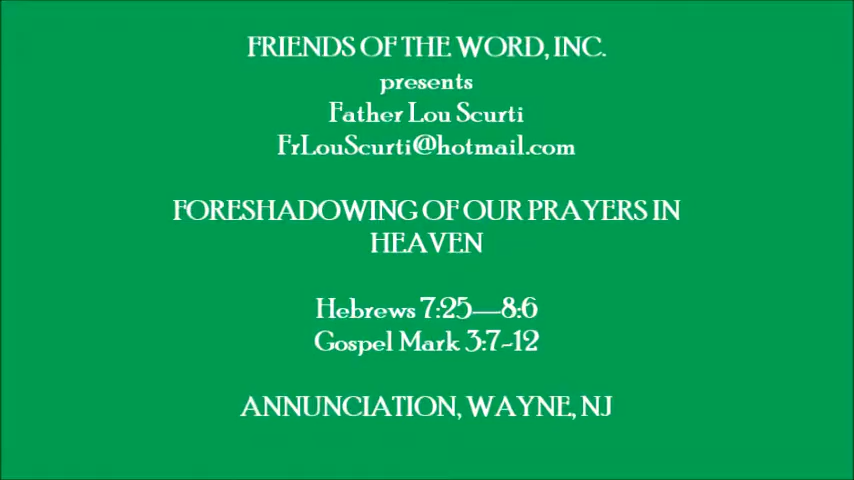 FRIENDS OF THE WORD, INC.
presents
Father Lou Scurti
FrLouScurti@hotmail.com
FORESHADOWING OF OUR PRAYERS IN
HEAVEN
Hebrews 7:25—8:6
Gospel Mark 3:7-12
ANNUNCIATION, WAYNE, NJ